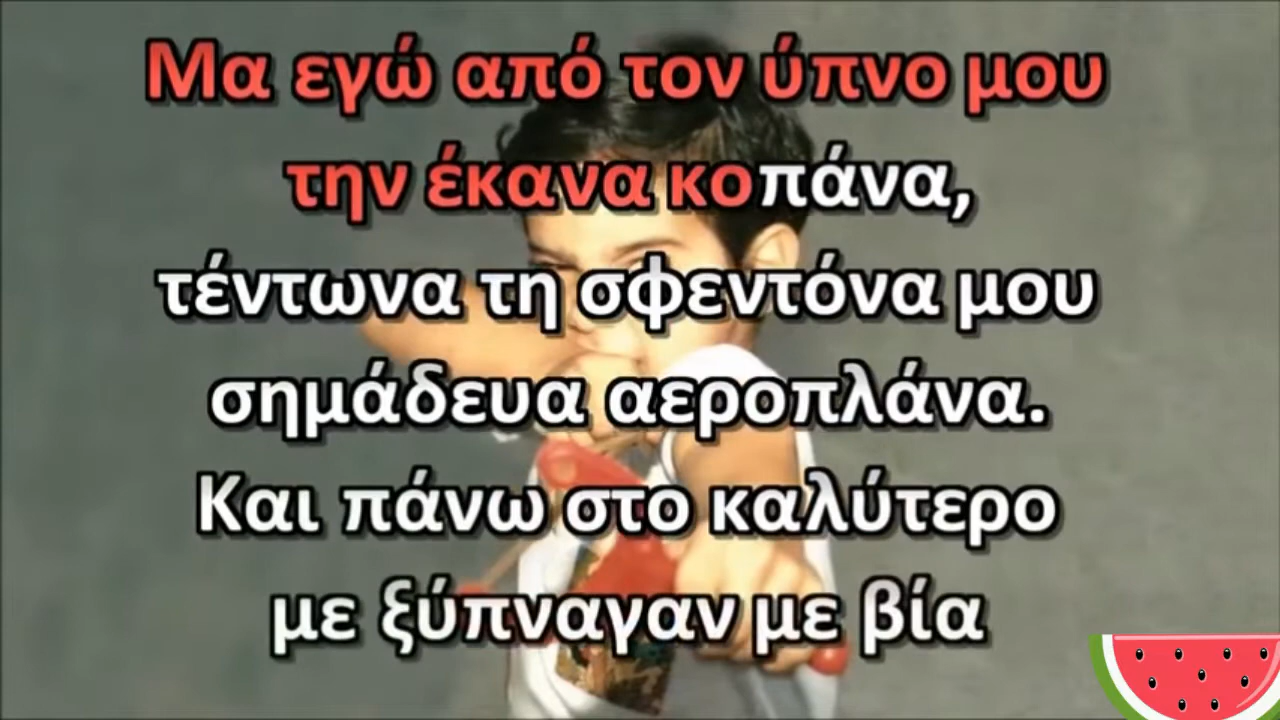 Μα εγώ από τον ύπνο μου
την έκανα κοπάνα,
τέντωνα τη σφεντόνα μου
σημάδευα αεροπλάνα.
Και πάνω στο καλύτερο
με ξύπναγαν με βία